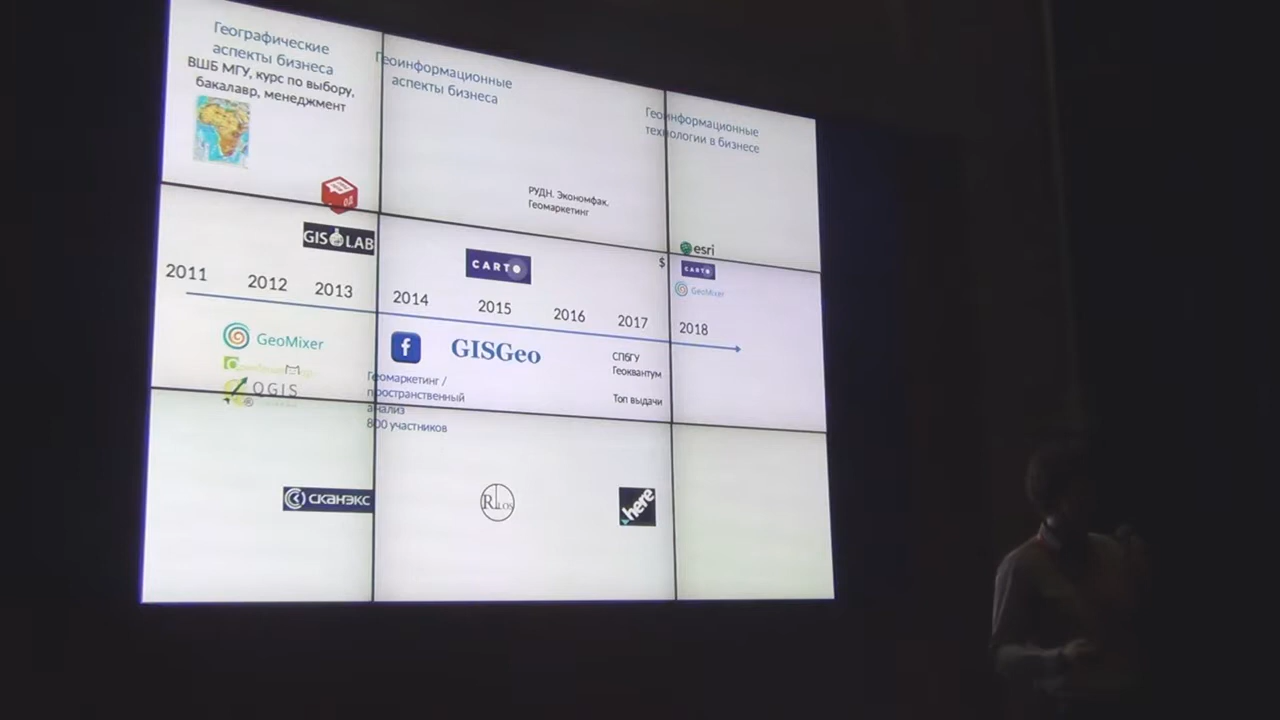 Географические
аспекты бизнеса
ВШБ МГУ, курс по выбору,
бакалавр, менеджмент
Геоинформационные
аспекты бизнеса
Геоинформационные
технологии в бизнесе
РУДН. Экономфак.
Геомаркетинг
ОД
GIS LAB
CARTO
$
esri
CARTO
GeoMixer
2011
2012
2013
2014
2015
2016
2017
2018
GeoMixer
QGIS
f
GISGeo
Геомаркетинг /
пространственный
анализ
800 участников
СПбГУ
Геоквантум
Топ выдачи
СКАНЭКС
here